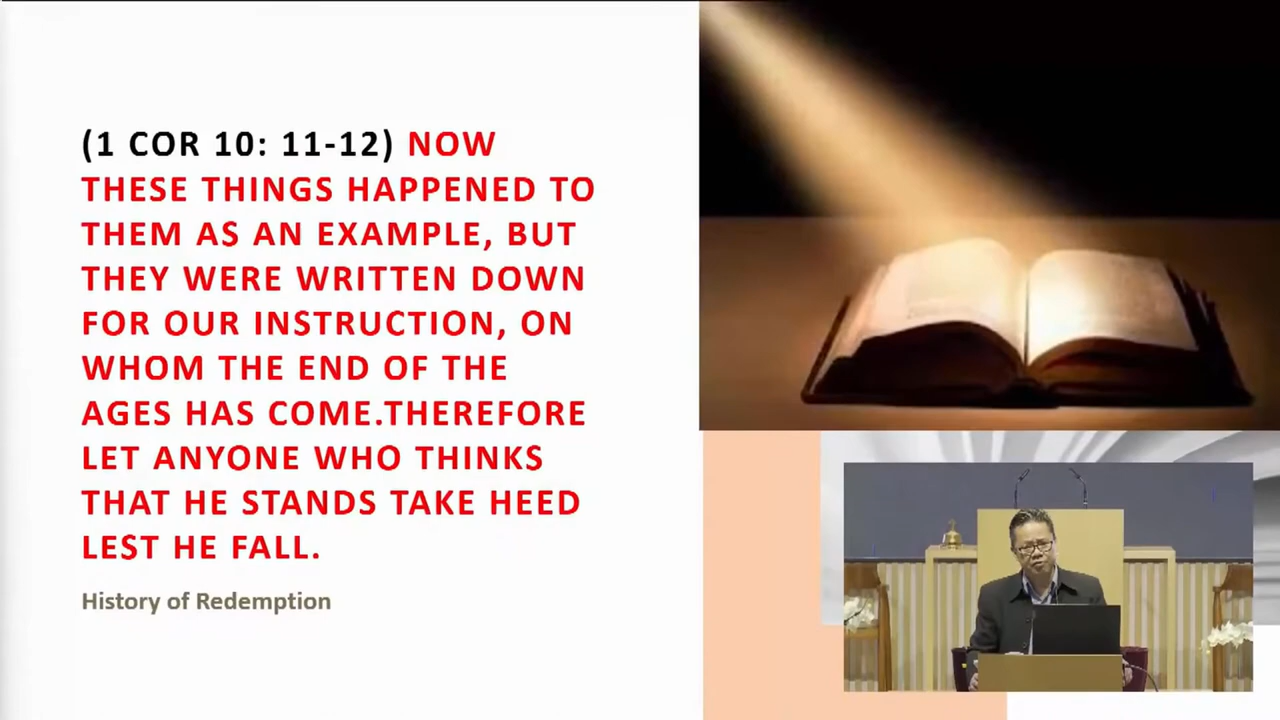 (1 COR 10: 11-12) NOW
THESE THINGS HAPPENED TO
THEM AS AN EXAMPLE, BUT
THEY WERE WRITTEN DOWN
FOR OUR INSTRUCTION, ON
WHOM THE END OF THE
AGES HAS COME.THEREFORE
LET ANYONE WHO THINKS
THAT HE STANDS TAKE HEED
LEST HE FALL.
History of Redemption